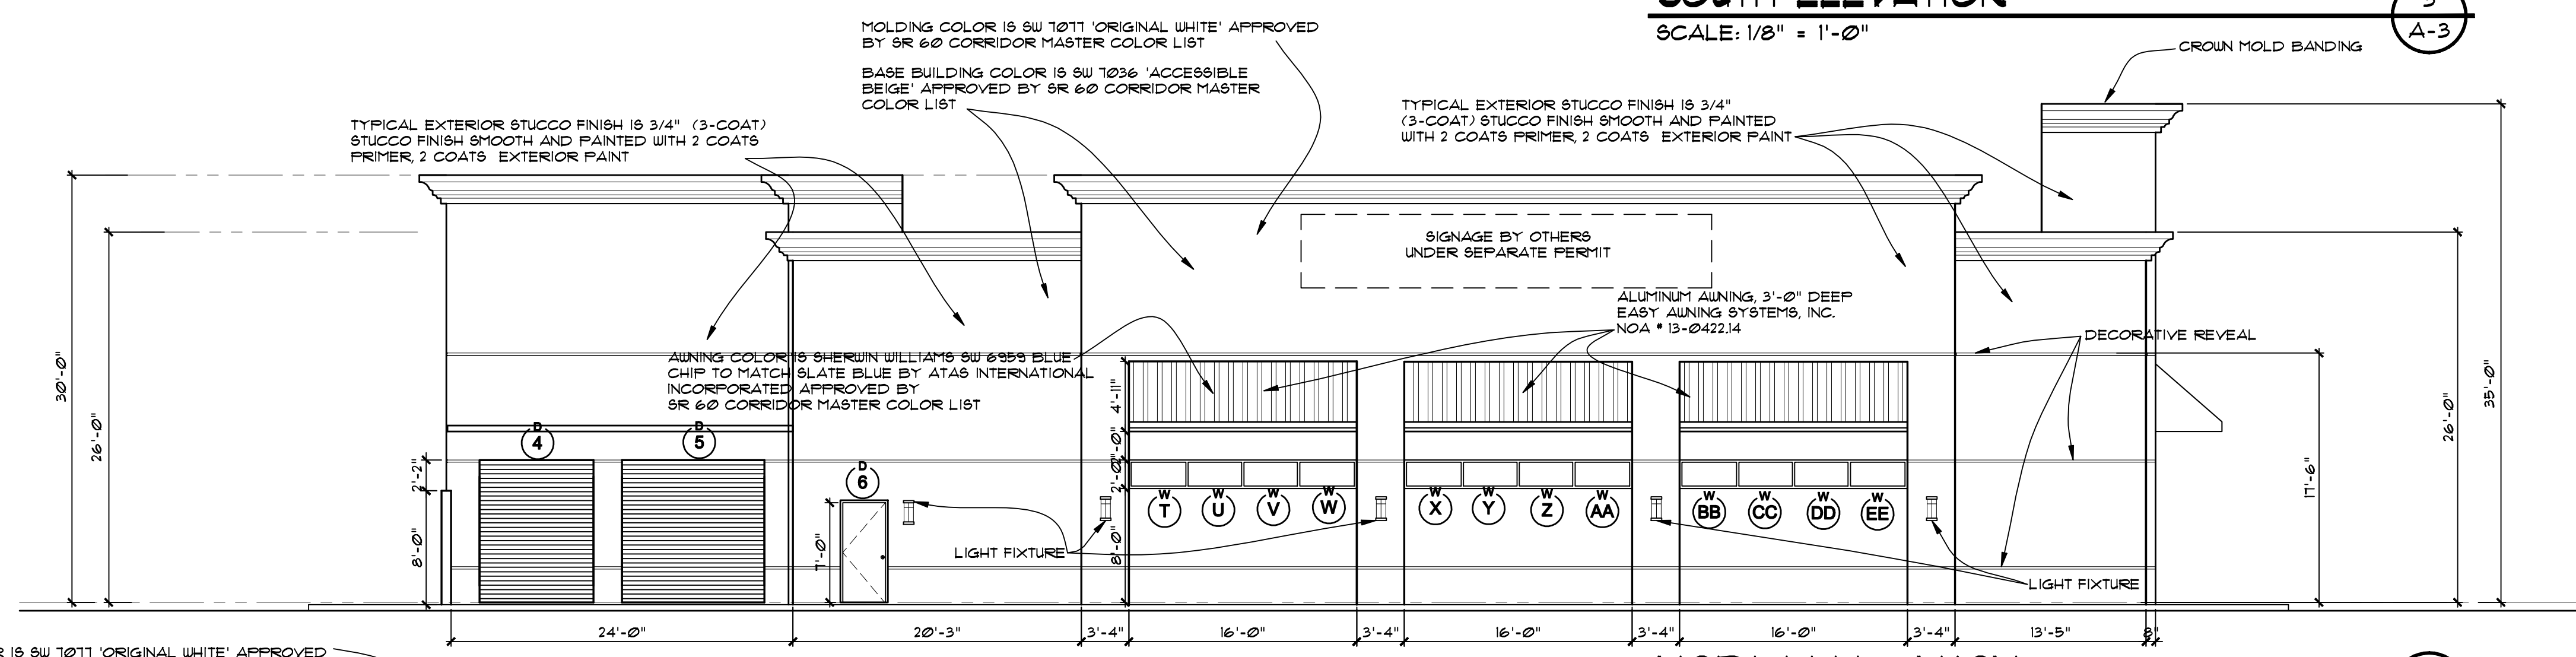 SOUTH ELEVATION
SCALE: 1/8" = 1'-0"
A-3
CROWN MOLD BANDING
MOLDING COLOR IS SW 7077 'ORIGINAL WHITE' APPROVED
BY SR 60 CORRIDOR MASTER COLOR LIST
BASE BUILDING COLOR IS SW 7036 'ACCESSIBLE
BEIGE' APPROVED BY SR 60 CORRIDOR MASTER
COLOR LIST
TYPICAL EXTERIOR STUCCO FINISH IS 3/4" (3-COAT)
STUCCO FINISH SMOOTH AND PAINTED WITH 2 COATS
PRIMER, 2 COATS EXTERIOR PAINT
TYPICAL EXTERIOR STUCCO FINISH IS 3/4"
(3-COAT) STUCCO FINISH SMOOTH AND PAINTED
WITH 2 COATS PRIMER, 2 COATS EXTERIOR PAINT
SIGNAGE BY OTHERS
UNDER SEPARATE PERMIT
ALUMINUM AWNING, 3'-0" DEEP
EASY AWNING SYSTEMS, INC.
NOA # 13-0422.14
DECORATIVE REVEAL
AWNING COLOR IS SHERWIN WILLIAMS SW 6959 BLUE
CHIP TO MATCH SLATE BLUE BY ATAS INTERNATIONAL
INCORPORATED APPROVED BY
SR 60 CORRIDOR MASTER COLOR LIST
30'-0"
26'-0"
2'-2"
8'-0"
D
4
D
5
D
6
7'-0"
4'-11"
2'-0"
2'-0"
8'-0"
W
T
W
U
W
V
W
W
W
X
W
Y
W
Z
W
AA
W
BB
W
CC
W
DD
W
EE
LIGHT FIXTURE
LIGHT FIXTURE
17'-6"
26'-0"
35'-0"
24'-0"
20'-3"
3'-4"
16'-0"
3'-4"
16'-0"
3'-4"
16'-0"
3'-4"
13'-5"
8"
IS SW 7077 'ORIGINAL WHITE' APPROVED